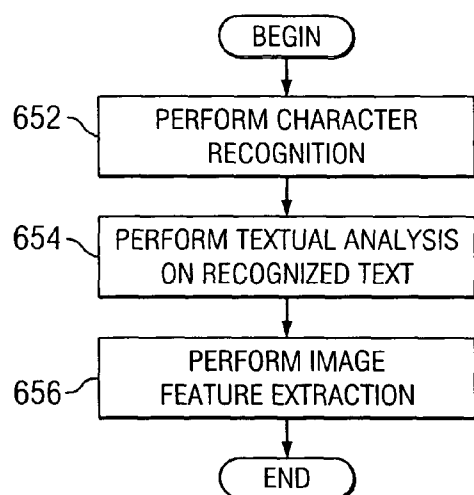 BEGIN
652
PERFORM CHARACTER
RECOGNITION
654
PERFORM TEXTUAL ANALYSIS
ON RECOGNIZED TEXT
656
PERFORM IMAGE
FEATURE EXTRACTION
END